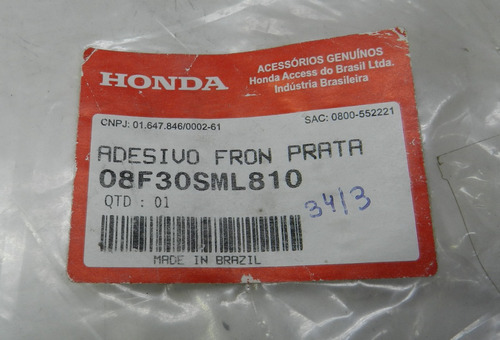 HONDA
ACESSÓRIOS GENUÍNOS
Honda Access do Brasil Ltda.
Indústria Brasileira
CNPJ: 01.647.846/0002-61
SAC: 0800-552221
ADESIVO FRON PRATA
08F30SML810
QTD : 01
34/3
MADE IN BRAZIL